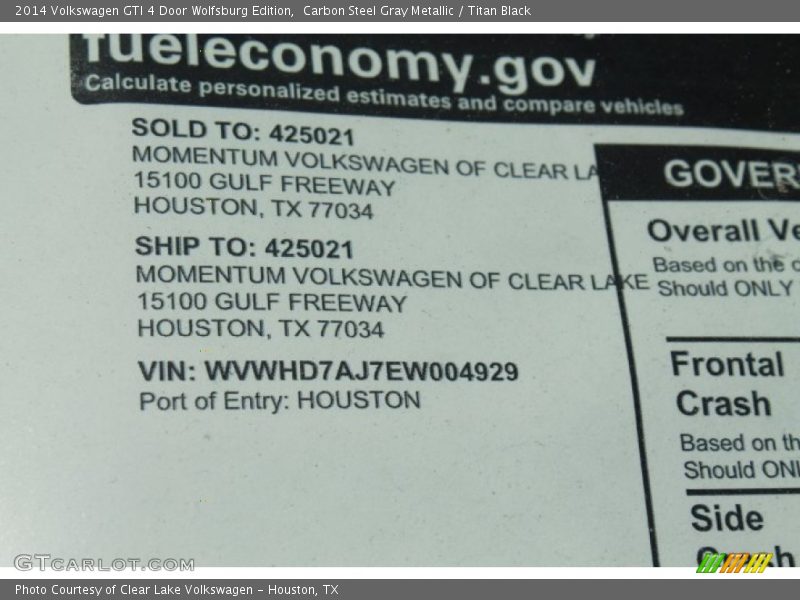 2014 Volkswagen GTI 4 Door Wolfsburg Edition, Carbon Steel Gray Metallic / Titan Black
fueleconomy.gov
Calculate personalized estimates and compare vehicles
SOLD TO: 425021
MOMENTUM VOLKSWAGEN OF CLEAR LA
15100 GULF FREEWAY
HOUSTON, TX 77034
SHIP TO: 425021
MOMENTUM VOLKSWAGEN OF CLEAR LAKE
15100 GULF FREEWAY
HOUSTON, TX 77034
VIN: WVWHD7AJ7EW004929
Port of Entry: HOUSTON
GOVER
Overall Ve
Based on the c
Should ONLY
Frontal
Crash
Based on th
Should ONL
Side
GTCARLOT.COM
Photo Courtesy of Clear Lake Volkswagen - Houston, TX